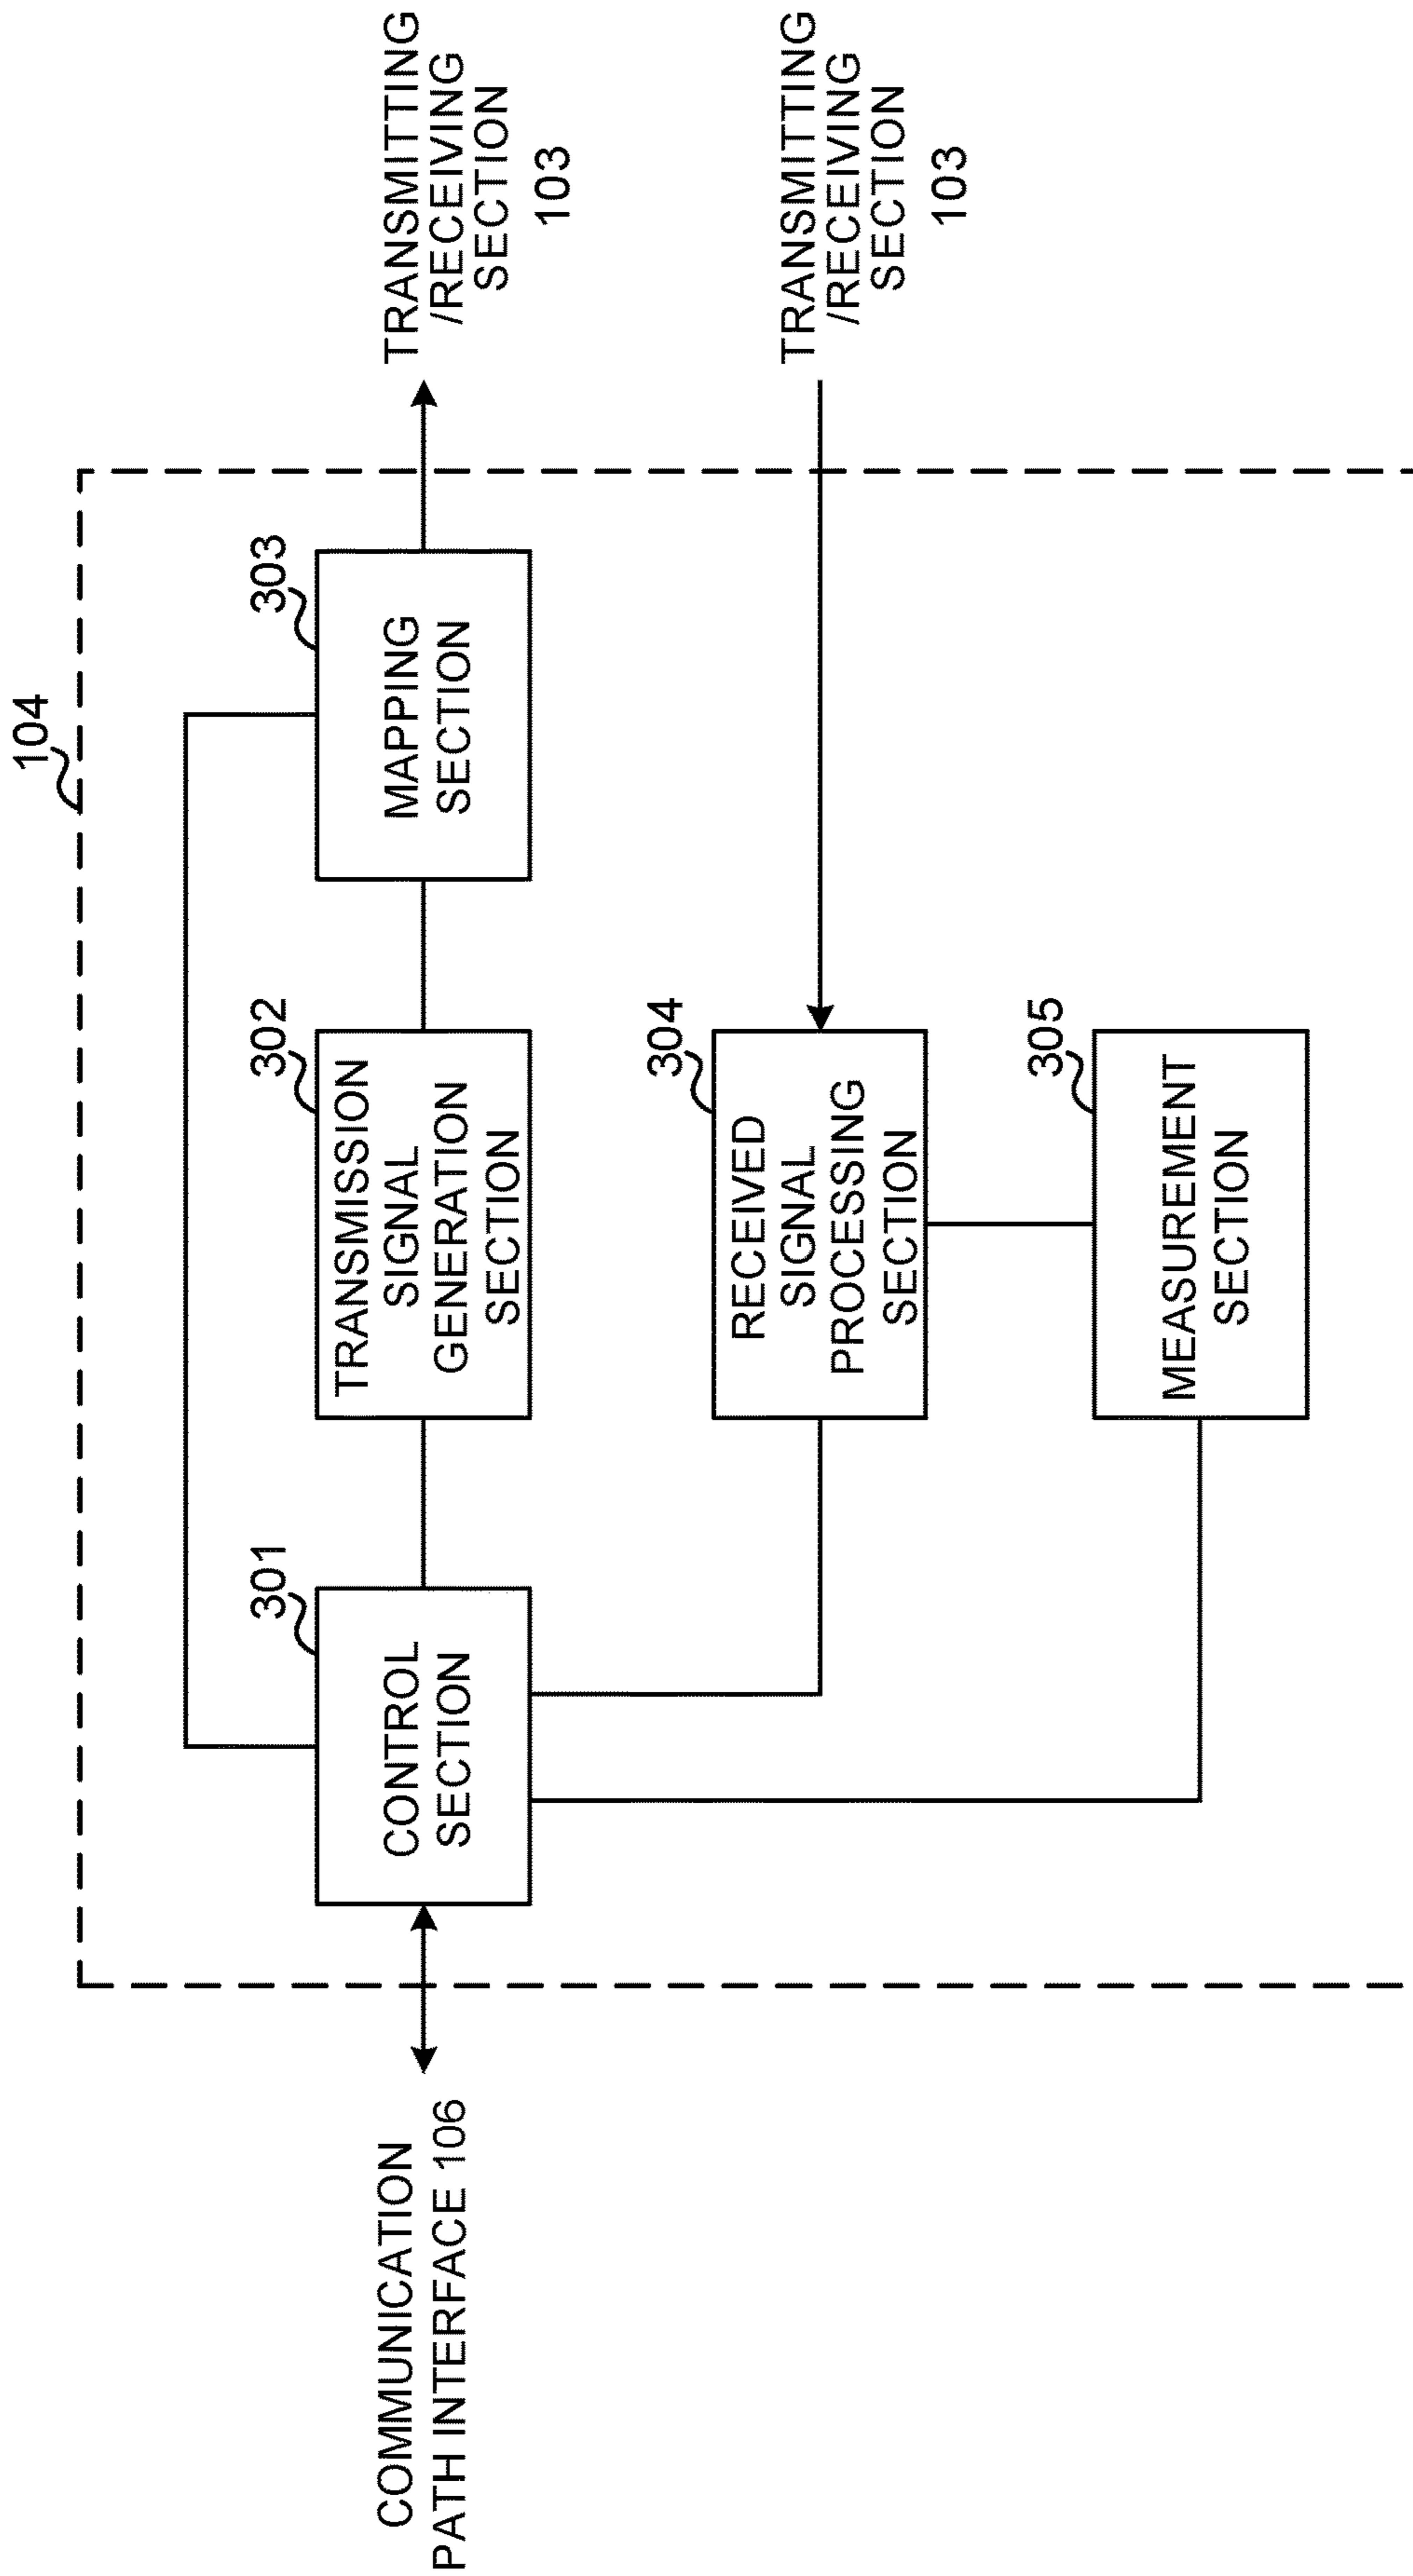 104
COMMUNICATION
PATH INTERFACE 106
301
CONTROL
SECTION
302
TRANSMISSION
SIGNAL
GENERATION
SECTION
303
MAPPING
SECTION
TRANSMITTING
/RECEIVING
SECTION
103
304
RECEIVED
SIGNAL
PROCESSING
SECTION
TRANSMITTING
/RECEIVING
SECTION
103
305
MEASUREMENT
SECTION